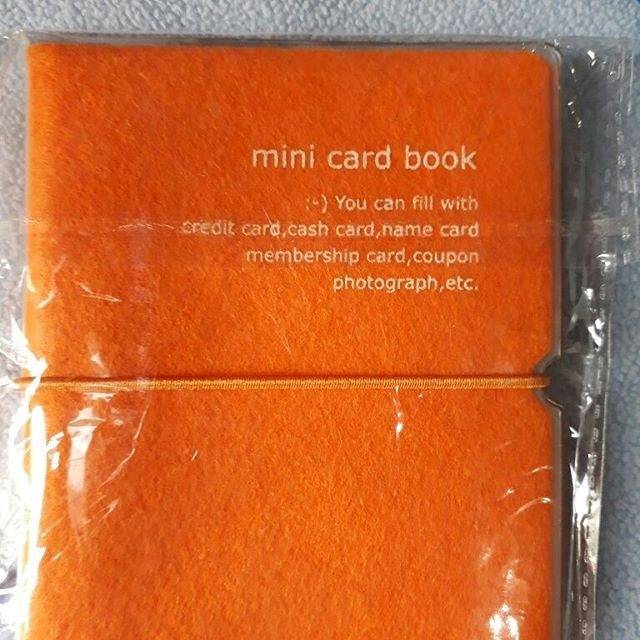 mini card book
:-) You can fill with
credit card,cash card,name card
membership card,coupon
photograph,etc.